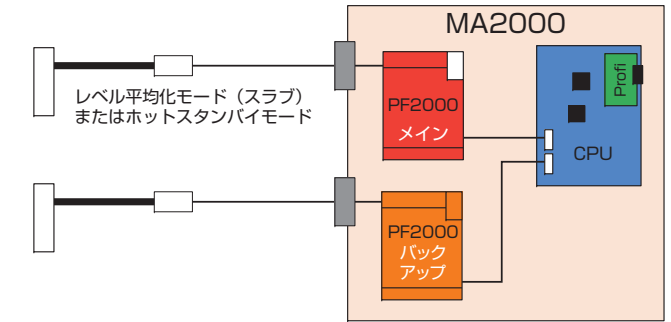 MA2000
レベル平均化モード（スラブ）
またはホットスタンバイモード
PF2000
メイン
Profi
CPU
PF2000
バック
アップ